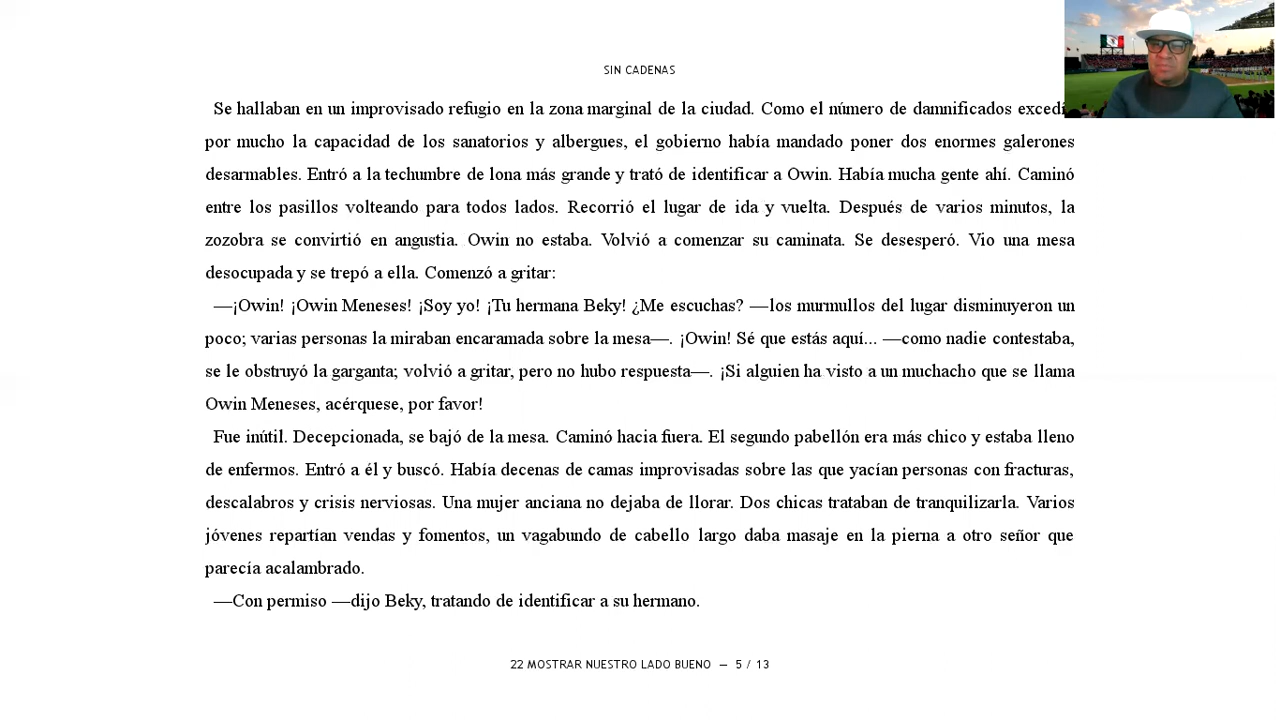 SIN CADENAS
Se hallaban en un improvisado refugio en la zona marginal de la ciudad. Como el número de damnificados
por mucho la capacidad de los sanatorios y albergues, el gobierno había mandado poner dos enormes galerones
desarmables. Entró a la techumbre de lona más grande y trató de identificar a Owin. Había mucha gente ahí. Caminó
entre los pasillos volteando para todos lados. Recorrió el lugar de ida y vuelta. Después de varios minutos, la
zozobra se convirtió en angustia. Owin no estaba. Volvió a comenzar su caminata. Se desesperó. Vio una mesa
desocupada y se trepó a ella. Comenzó a gritar:
—¡Owin! ¡Owin Meneses! ¡Soy yo! ¡Tu hermana Beky! ¿Me escuchas? —los murmullos del lugar disminuyeron un
poco; varias personas la miraban encaramada sobre la mesa—. ¡Owin! Sé que estás aquí... —como nadie contestaba,
se le obstruyó la garganta; volvió a gritar, pero no hubo respuesta—. ¡Si alguien ha visto a un muchacho que se llama
Owin Meneses, acérquese, por favor!
Fue inútil. Decepcionada, se bajó de la mesa. Caminó hacia fuera. El segundo pabellón era más chico y estaba lleno
de enfermos. Entró a él y buscó. Había decenas de camas improvisadas sobre las que yacían personas con fracturas,
descalabros y crisis nerviosas. Una mujer anciana no dejaba de llorar. Dos chicas trataban de tranquilizarla. Varios
jóvenes repartían vendas y fomentos, un vagabundo de cabello largo daba masaje en la pierna a otro señor que
parecía acalambrado.
—Con permiso —dijo Beky, tratando de identificar a su hermano.
22 MOSTRAR NUESTRO LADO BUENO — 5 / 13